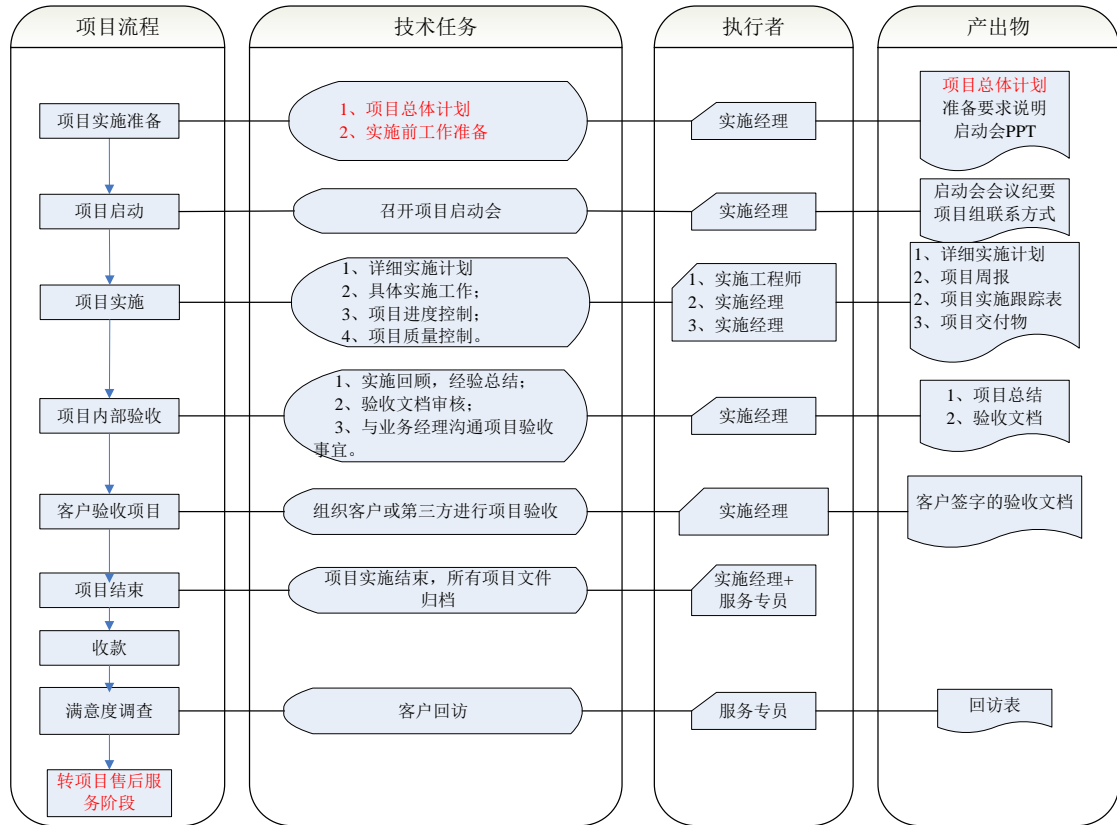 项目流程
技术任务
执行者
产出物
项目实施准备
1、项目总体计划
2、实施前工作准备
实施经理
项目总体计划
准备要求说明
启动会PPT
项目启动
召开项目启动会
实施经理
启动会会议纪要
项目组联系方式
项目实施
1、详细实施计划
2、具体实施工作；
3、项目进度控制；
4、项目质量控制。
1、实施工程师
2、实施经理
3、实施经理
1、详细实施计划
2、项目周报
2、项目实施跟踪表
3、项目交付物
项目内部验收
1、实施回顾，经验总结；
2、验收文档审核；
3、与业务经理沟通项目验收
事宜。
实施经理
1、项目总结
2、验收文档
客户验收项目
组织客户或第三方进行项目验收
实施经理
客户签字的验收文档
项目结束
项目实施结束，所有项目文件
归档
实施经理+
服务专员
收款
满意度调查
客户回访
服务专员
回访表
转项目售后服
务阶段